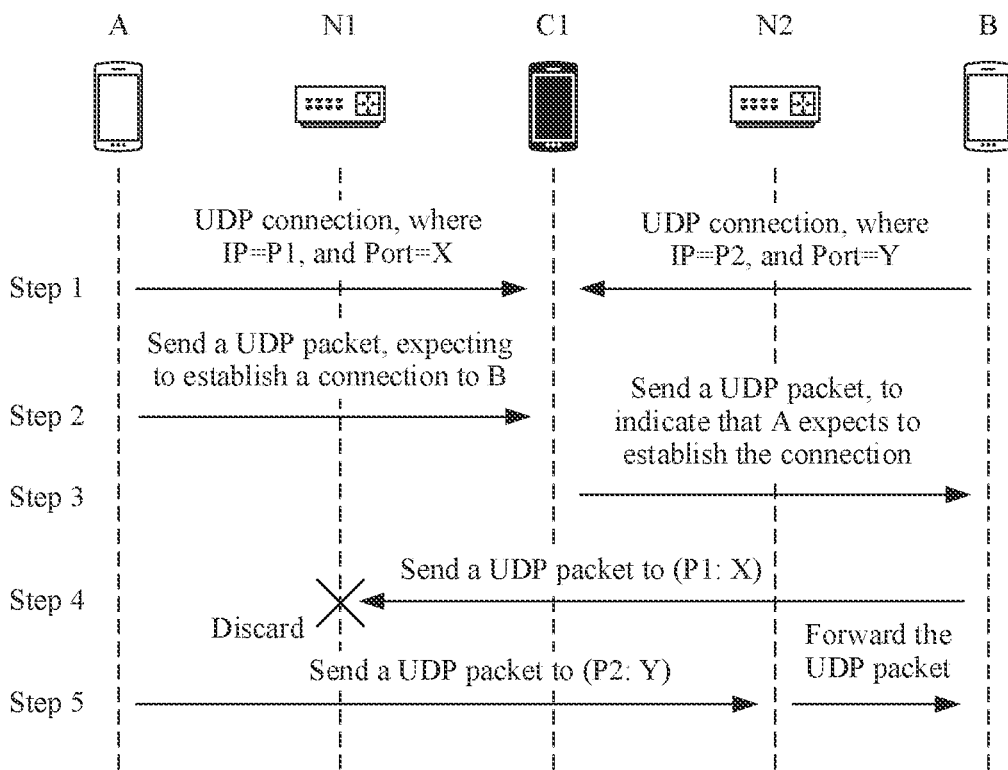 A
N1
C1
N2
B
UDP connection, where
IP=P1, and Port=X
UDP connection, where
IP=P2, and Port=Y
Step 1
Send a UDP packet, expecting
to establish a connection to B
Step 2
Send a UDP packet, to
indicate that A expects to
establish the connection
Step 3
Send a UDP packet to (P1: X)
Step 4
Discard
Forward the
UDP packet
Send a UDP packet to (P2: Y)
Step 5